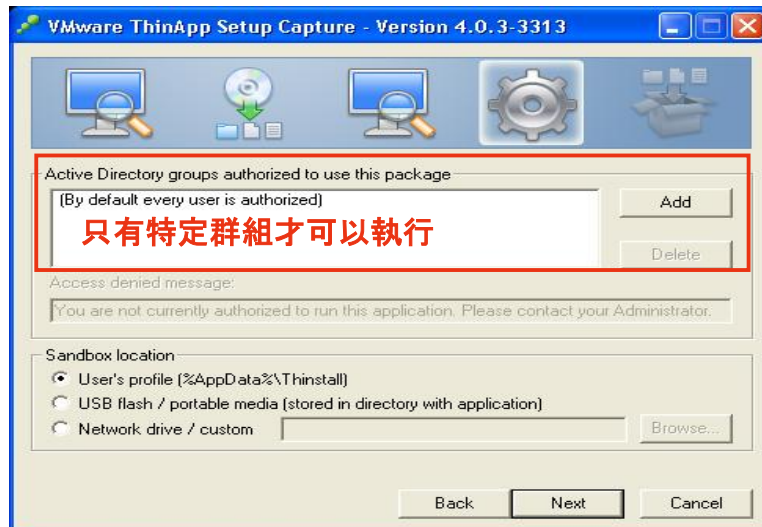 VMware ThinApp Setup Capture - Version 4.0.3-3313
Active Directory groups authorized to use this package
(By default every user is authorized)
Add
只有特定群組才可以執行
Delete
Access denied message:
You are not currently authorized to run this application. Please contact your Administrator.
Sandbox location
User's profile (%AppData%\Thinstall)
USB flash / portable media (stored in directory with application)
Network drive / custom
Browse...
Back
Next
Cancel